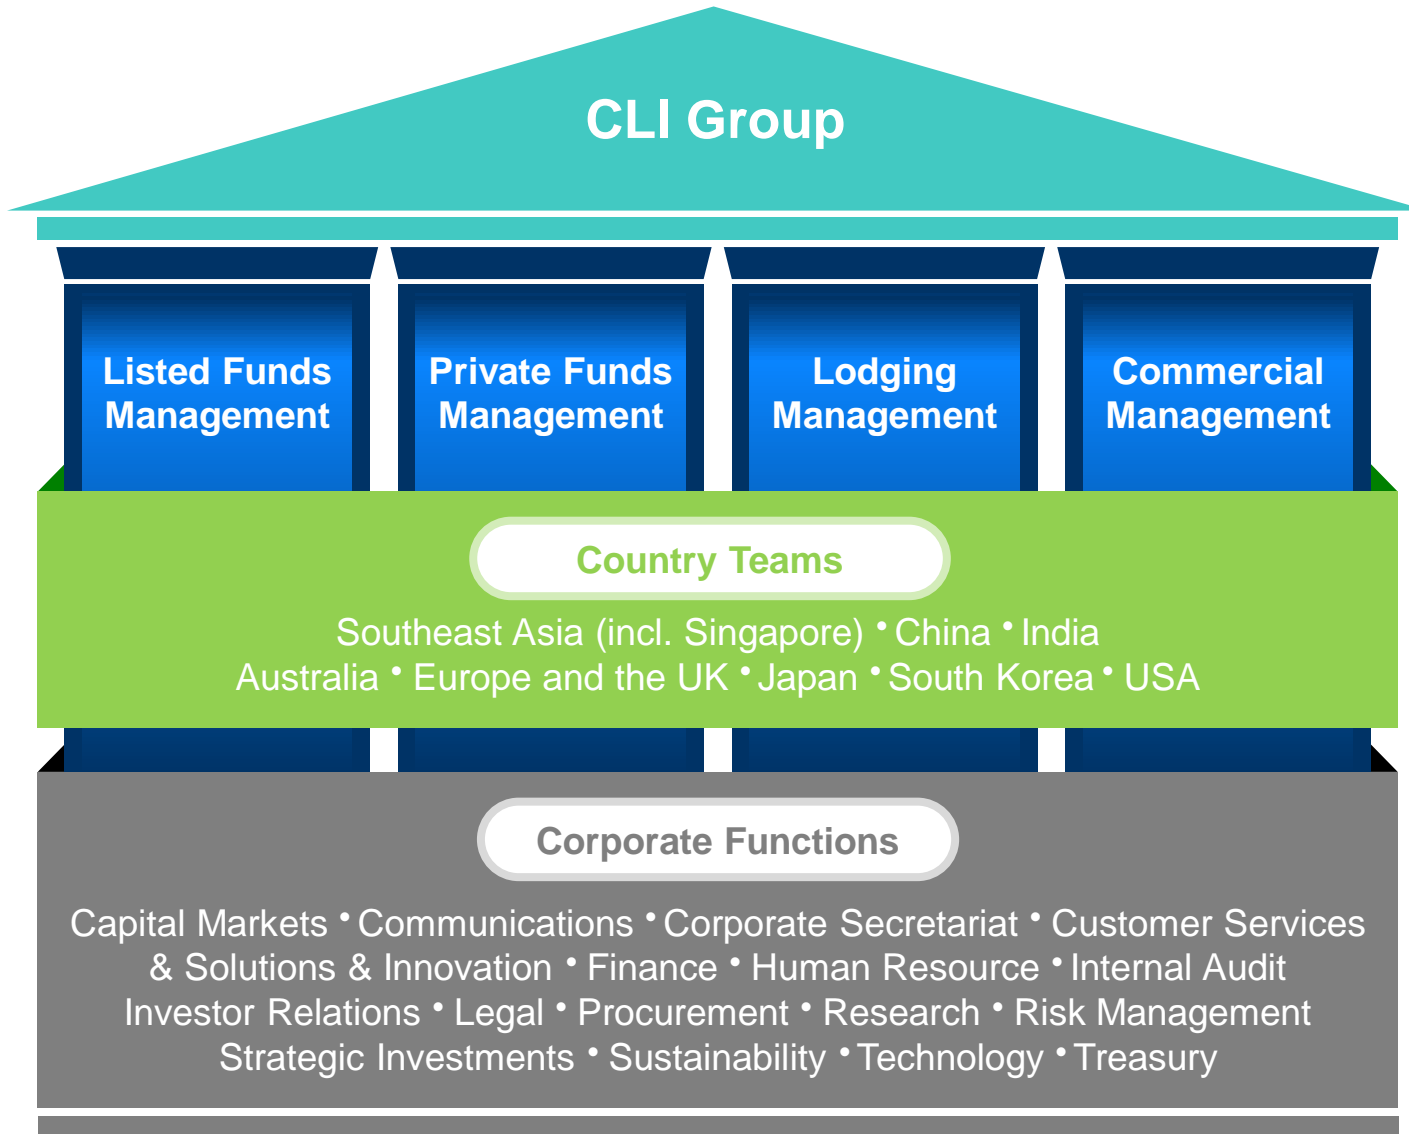 CLI Group
Listed Funds
Management
Private Funds
Management
Lodging
Management
Commercial
Management
Country Teams
Southeast Asia (incl. Singapore) • China • India
Australia • Europe and the UK • Japan • South Korea • USA
Corporate Functions
Capital Markets • Communications • Corporate Secretariat • Customer Services
& Solutions & Innovation • Finance • Human Resource • Internal Audit
Investor Relations • Legal • Procurement • Research • Risk Management
Strategic Investments • Sustainability • Technology • Treasury